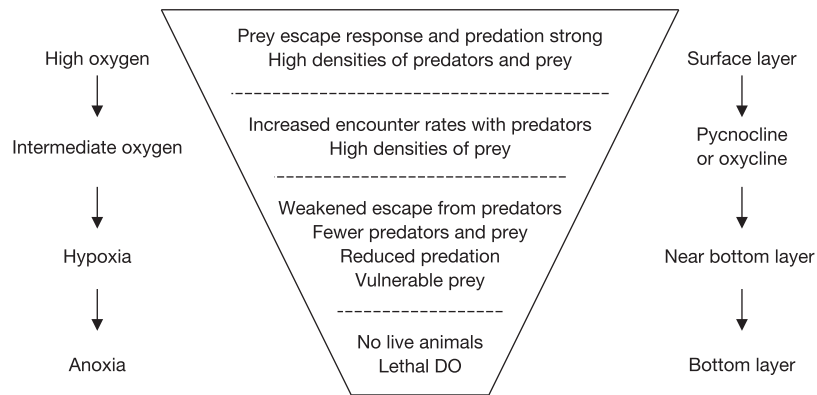 Prey escape response and predation strong
High oxygen
High densities of predators and prey
Surface layer
Increased encounter rates with predators
Intermediate oxygen
High densities of prey
Pycnocline
or oxycline
Weakened escape from predators
Fewer predators and prey
Hypoxia
Reduced predation
Near bottom layer
Vulnerable prey
No live animals
Anoxia
Lethal DO
Bottom layer